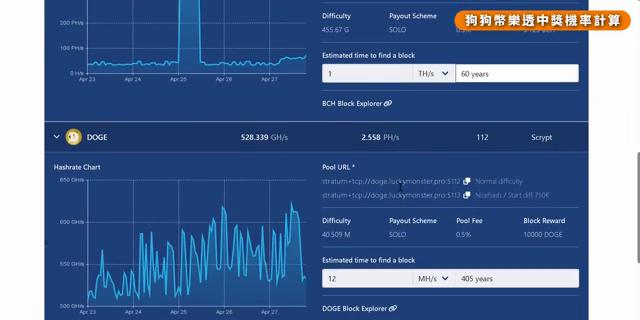 狗狗幣樂透中獎機率計算
Difficulty Payout Scheme
455.67 G SOLO
200 PH/s
150 PH/s
100 PH/s
50 PH/s
0 H/s
Apr 23 Apr 24 Apr 25 Apr 26 Apr 27
Estimated time to find a block
1 TH/s 60 years
BCH Block Explorer
DOGE 528.339 GH/s 2.558 PH/s 112 Scrypt
Hashrate Chart
650 GH/s
600 GH/s
550 GH/s
500 GH/s
Apr 23 Apr 24 Apr 25 Apr 26 Apr 27
Pool URL *
stratum+tcp://doge.luckymonster.pro:5112 Normal difficulty
stratum+tcp://doge.luckymonster.pro:5113 Nicehash / Start diff. 750K
Difficulty Payout Scheme Pool Fee Block Reward
40.509 M SOLO 0.5% 10000 DOGE
Estimated time to find a block
12 MH/s 405 years
DOGE Block Explorer